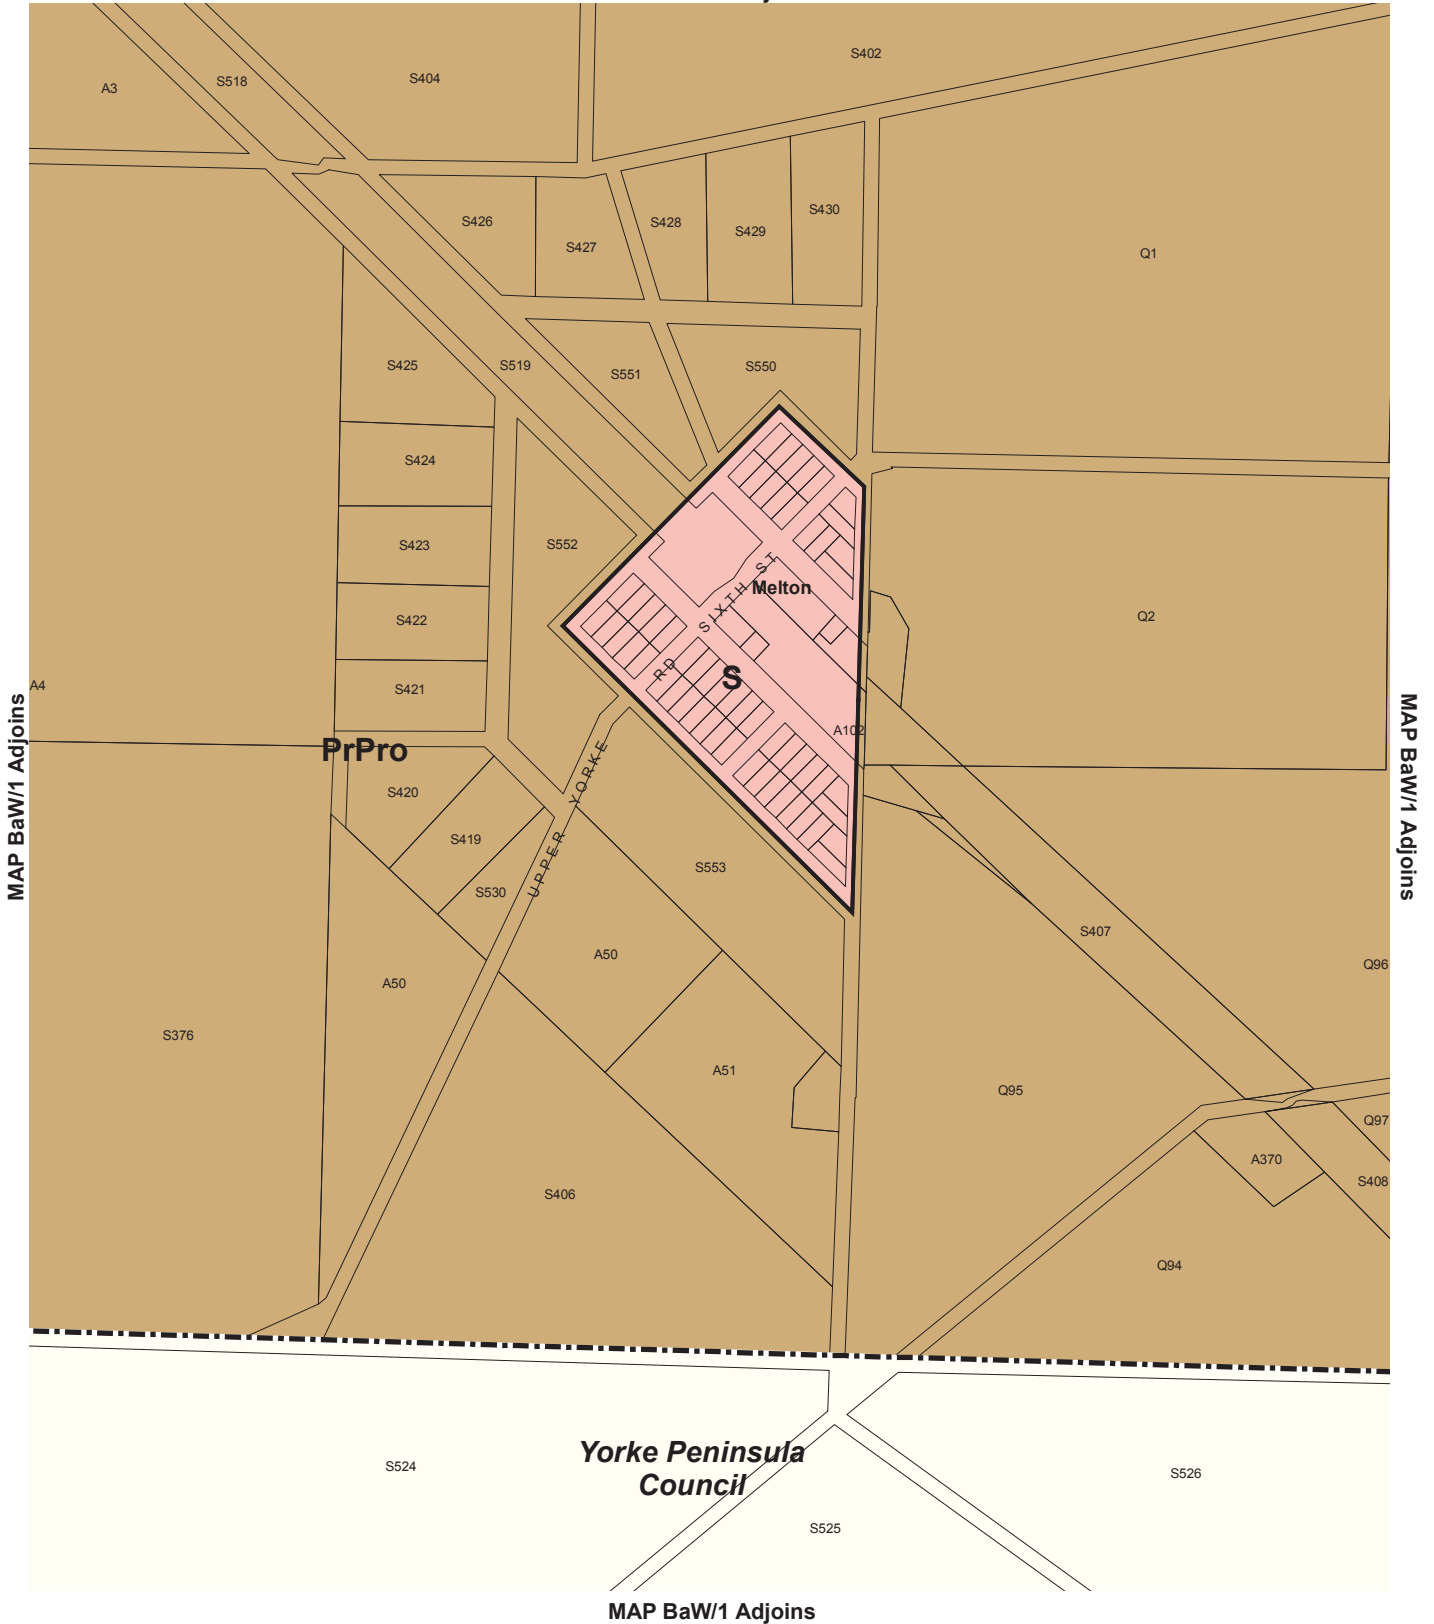 S402
S404
S518
A3
S430
S426
S428
S429
S427
Q1
S425
S519
S550
S551
S424
S423
S552
SIXTH ST
Melton
Q2
S422
RD
S
A4
S421
A102
PrPro
MAP BaW/1 Adjoins
MAP BaW/1 Adjoins
UPPER YORKE
S420
S419
S553
S530
S407
A50
Q96
A50
S376
A51
Q95
Q97
A370
S408
S406
Q94
Yorke Peninsula
Council
S524
S526
S525
MAP BaW/1 Adjoins